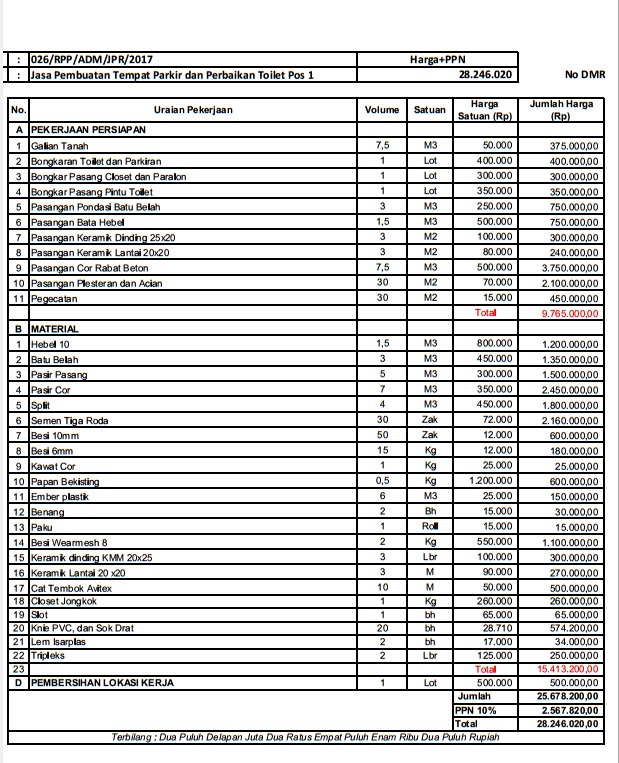 : 026/RPP/ADM/JPR/2017 Harga+PPN
: Jasa Pembuatan Tempat Parkir dan Perbaikan Toilet Pos 1 28.246.020 No DMR
No. Uraian Pekerjaan Volume Satuan Harga Satuan (Rp) Jumlah Harga (Rp)
A PEKERJAAN PERSIAPAN
1 Galian Tanah 7,5 M3 50.000 375.000,00
2 Bongkaran Toilet dan Parkiran 1 Lot 400.000 400.000,00
3 Bongkar Pasang Closet dan Paralon 1 Lot 300.000 300.000,00
4 Bongkar Pasang Pintu Toilet 1 Lot 350.000 350.000,00
5 Pasangan Pondasi Batu Belah 3 M3 250.000 750.000,00
6 Pasangan Bata Hebel 1,5 M3 500.000 750.000,00
7 Pasangan Keramik Dinding 25x20 3 M2 100.000 300.000,00
8 Pasangan Keramik Lantai 20x20 3 M2 80.000 240.000,00
9 Pasangan Cor Rabat Beton 7,5 M3 500.000 3.750.000,00
10 Pasangan Plesteran dan Acian 30 M2 70.000 2.100.000,00
11 Pegecatan 30 M2 15.000 450.000,00
Total 9.765.000,00
B MATERIAL
1 Hebel 10 1,5 M3 800.000 1.200.000,00
2 Batu Belah 3 M3 450.000 1.350.000,00
3 Pasir Pasang 5 M3 300.000 1.500.000,00
4 Pasir Cor 7 M3 350.000 2.450.000,00
5 Split 4 M3 450.000 1.800.000,00
6 Semen Tiga Roda 30 Zak 72.000 2.160.000,00
7 Besi 10mm 50 Zak 12.000 600.000,00
8 Besi 6mm 15 Kg 12.000 180.000,00
9 Kawat Cor 1 Kg 25.000 25.000,00
10 Papan Bekisting 0,5 Kg 1.200.000 600.000,00
11 Ember plastik 6 M3 25.000 150.000,00
12 Benang 2 Bh 15.000 30.000,00
13 Paku 1 Roll 15.000 15.000,00
14 Besi Wearmesh 8 2 Kg 550.000 1.100.000,00
15 Keramik dinding KMM 20x25 3 Lbr 100.000 300.000,00
16 Keramik Lantai 20 x20 3 M 90.000 270.000,00
17 Cat Tembok Avitex 10 M 50.000 500.000,00
18 Closet Jongkok 1 Kg 260.000 260.000,00
19 Slot 1 bh 65.000 65.000,00
20 Knie PVC, dan Sok Drat 20 bh 28.710 574.200,00
21 Lem Isarplas 2 bh 17.000 34.000,00
22 Tripleks 2 Lbr 125.000 250.000,00
23 Total 15.413.200,00
D PEMBERSIHAN LOKASI KERJA 1 Lot 500.000 500.000,00
Jumlah 25.678.200,00
PPN 10% 2.567.820,00
Total 28.246.020,00
Terbilang : Dua Puluh Delapan Juta Dua Ratus Empat Puluh Enam Ribu Dua Puluh Rupiah